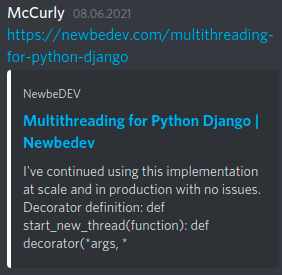 McCurly 08.06.2021
https://newbedev.com/multithreading-
for-python-django
NewbeDEV
Multithreading for Python Django |
Newbedev
I've continued using this implementation
at scale and in production with no issues.
Decorator definition: def
start_new_thread(function): def
decorator(*args, *